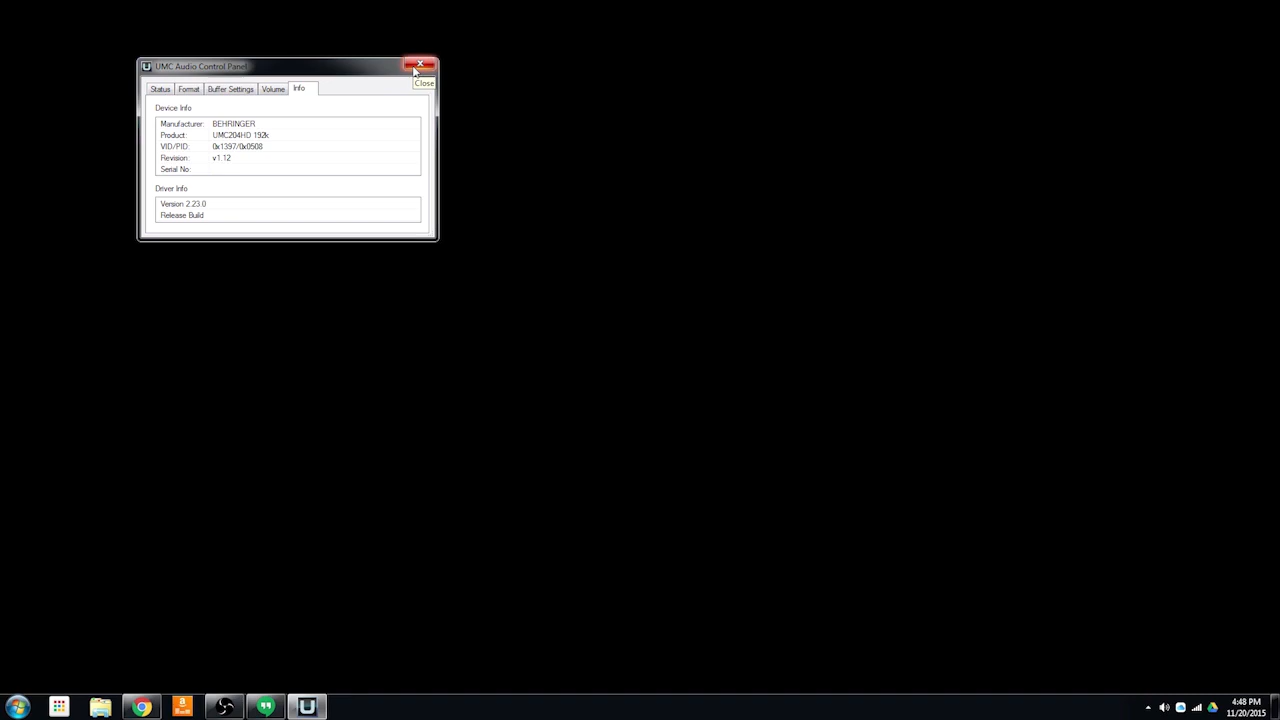 UMC Audio Control Panel
Close
Status Format Buffer Settings Volume Info
Device Info
Manufacturer: BEHRINGER
Product: UMC204HD 192k
VID/PID: 0x1397/0x0508
Revision: v1.12
Serial No:
Driver Info
Version 2.23.0
Release Build
4:48 PM
11/20/2015